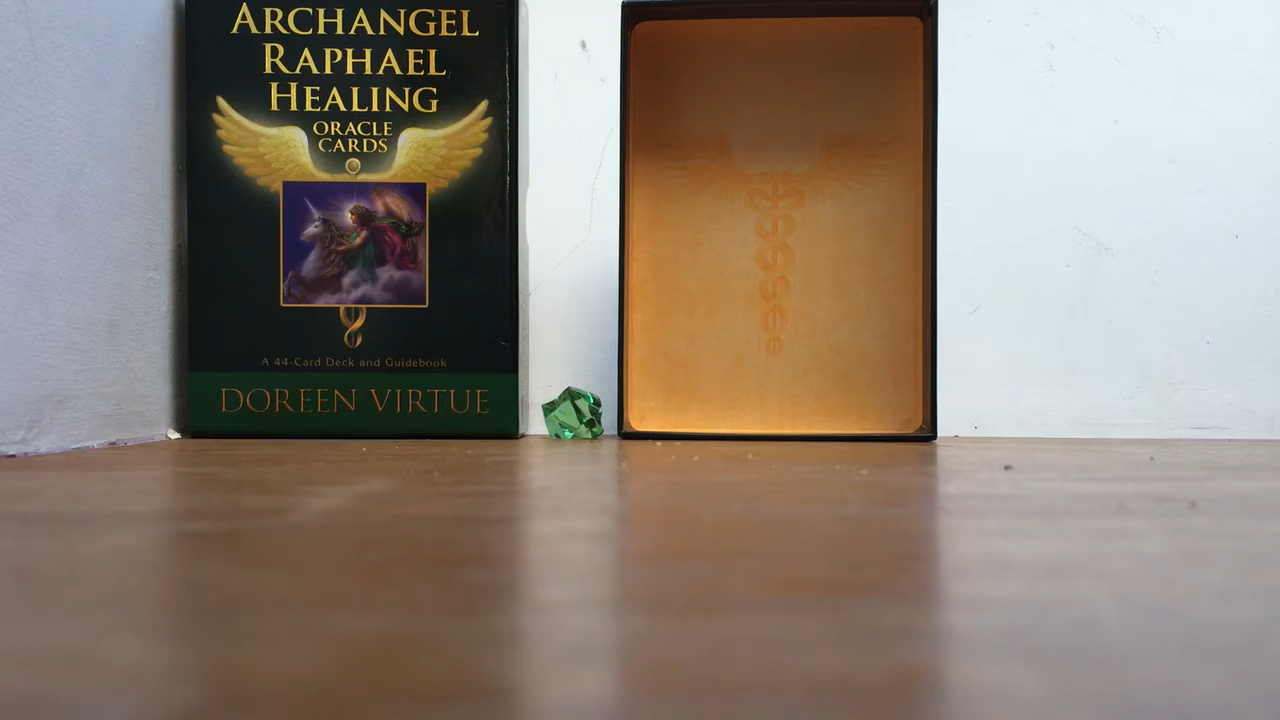 ARCHANGEL
RAPHAEL
HEALING
ORACLE
CARDS
A 44-Card Deck and Guidebook
DOREEN VIRTUE